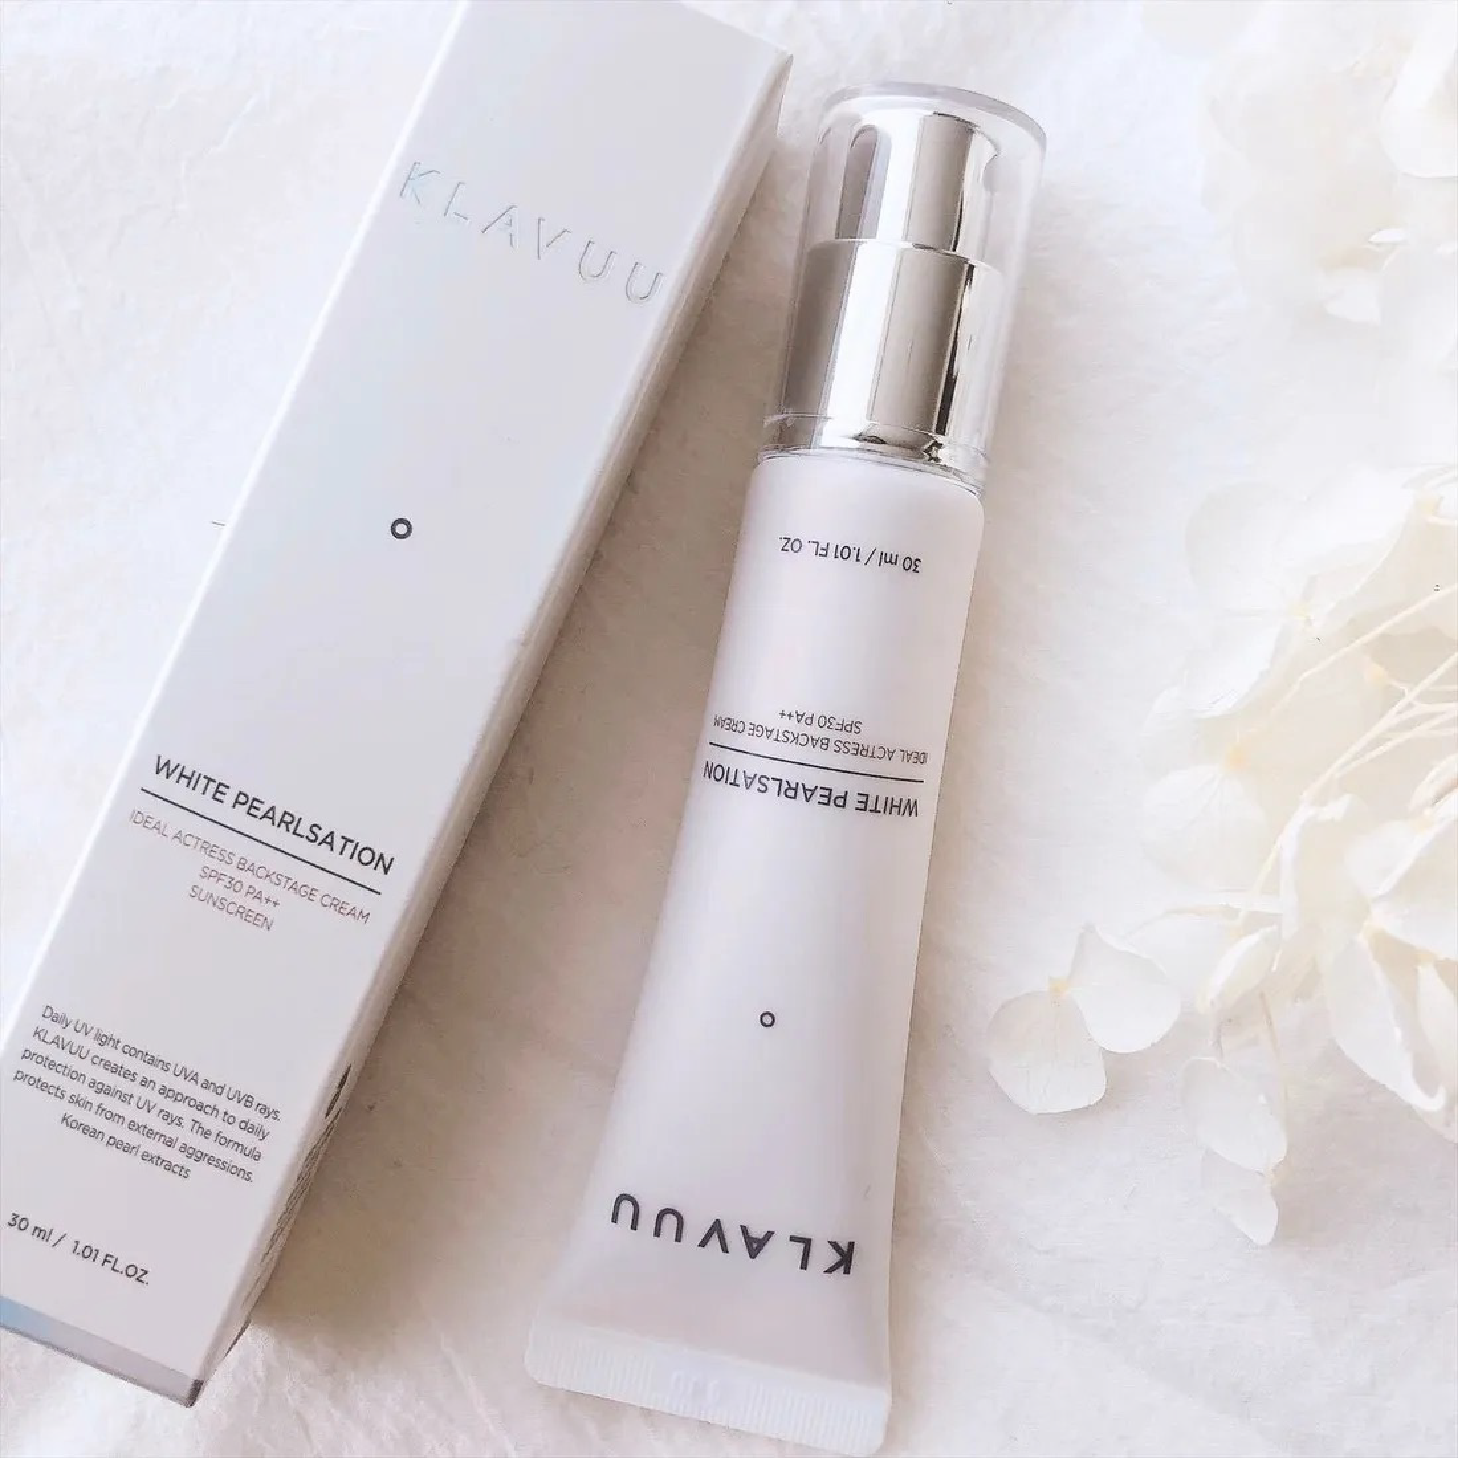 KLAVUU
WHITE PEARLSATION
IDEAL ACTRESS BACKSTAGE CREAM
SPF30 PA++
SUNSCREEN
Daily UV light contains UVA and UVB rays.
KLAVUU creates an approach to daily
protection against UV rays. The formula
protects skin from external aggressions.
Korean pearl extracts
30 ml / 1.01 FL.OZ.
KLAVUU
WHITE PEARLSATION
IDEAL ACTRESS BACKSTAGE CREAM
SPF30 PA++
30 ml / 1.01 FL. OZ.